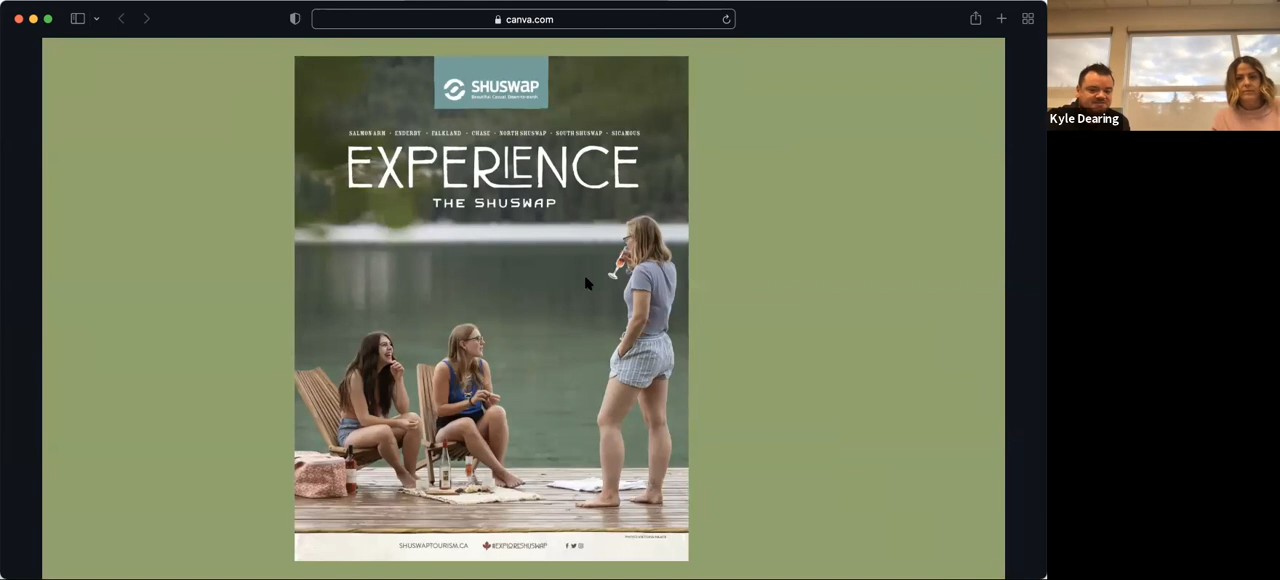 canva.com
SHUSWAP
SALMON ARM · ENDERBY · FALKLAND · CHASE · NORTH SHUSWAP · SOUTH SHUSWAP · SICAMOUS
EXPERIENCE
THE SHUSWAP
SHUSWAPTOURISM.CA #EXPLORESHUSWAP
Kyle Dearing